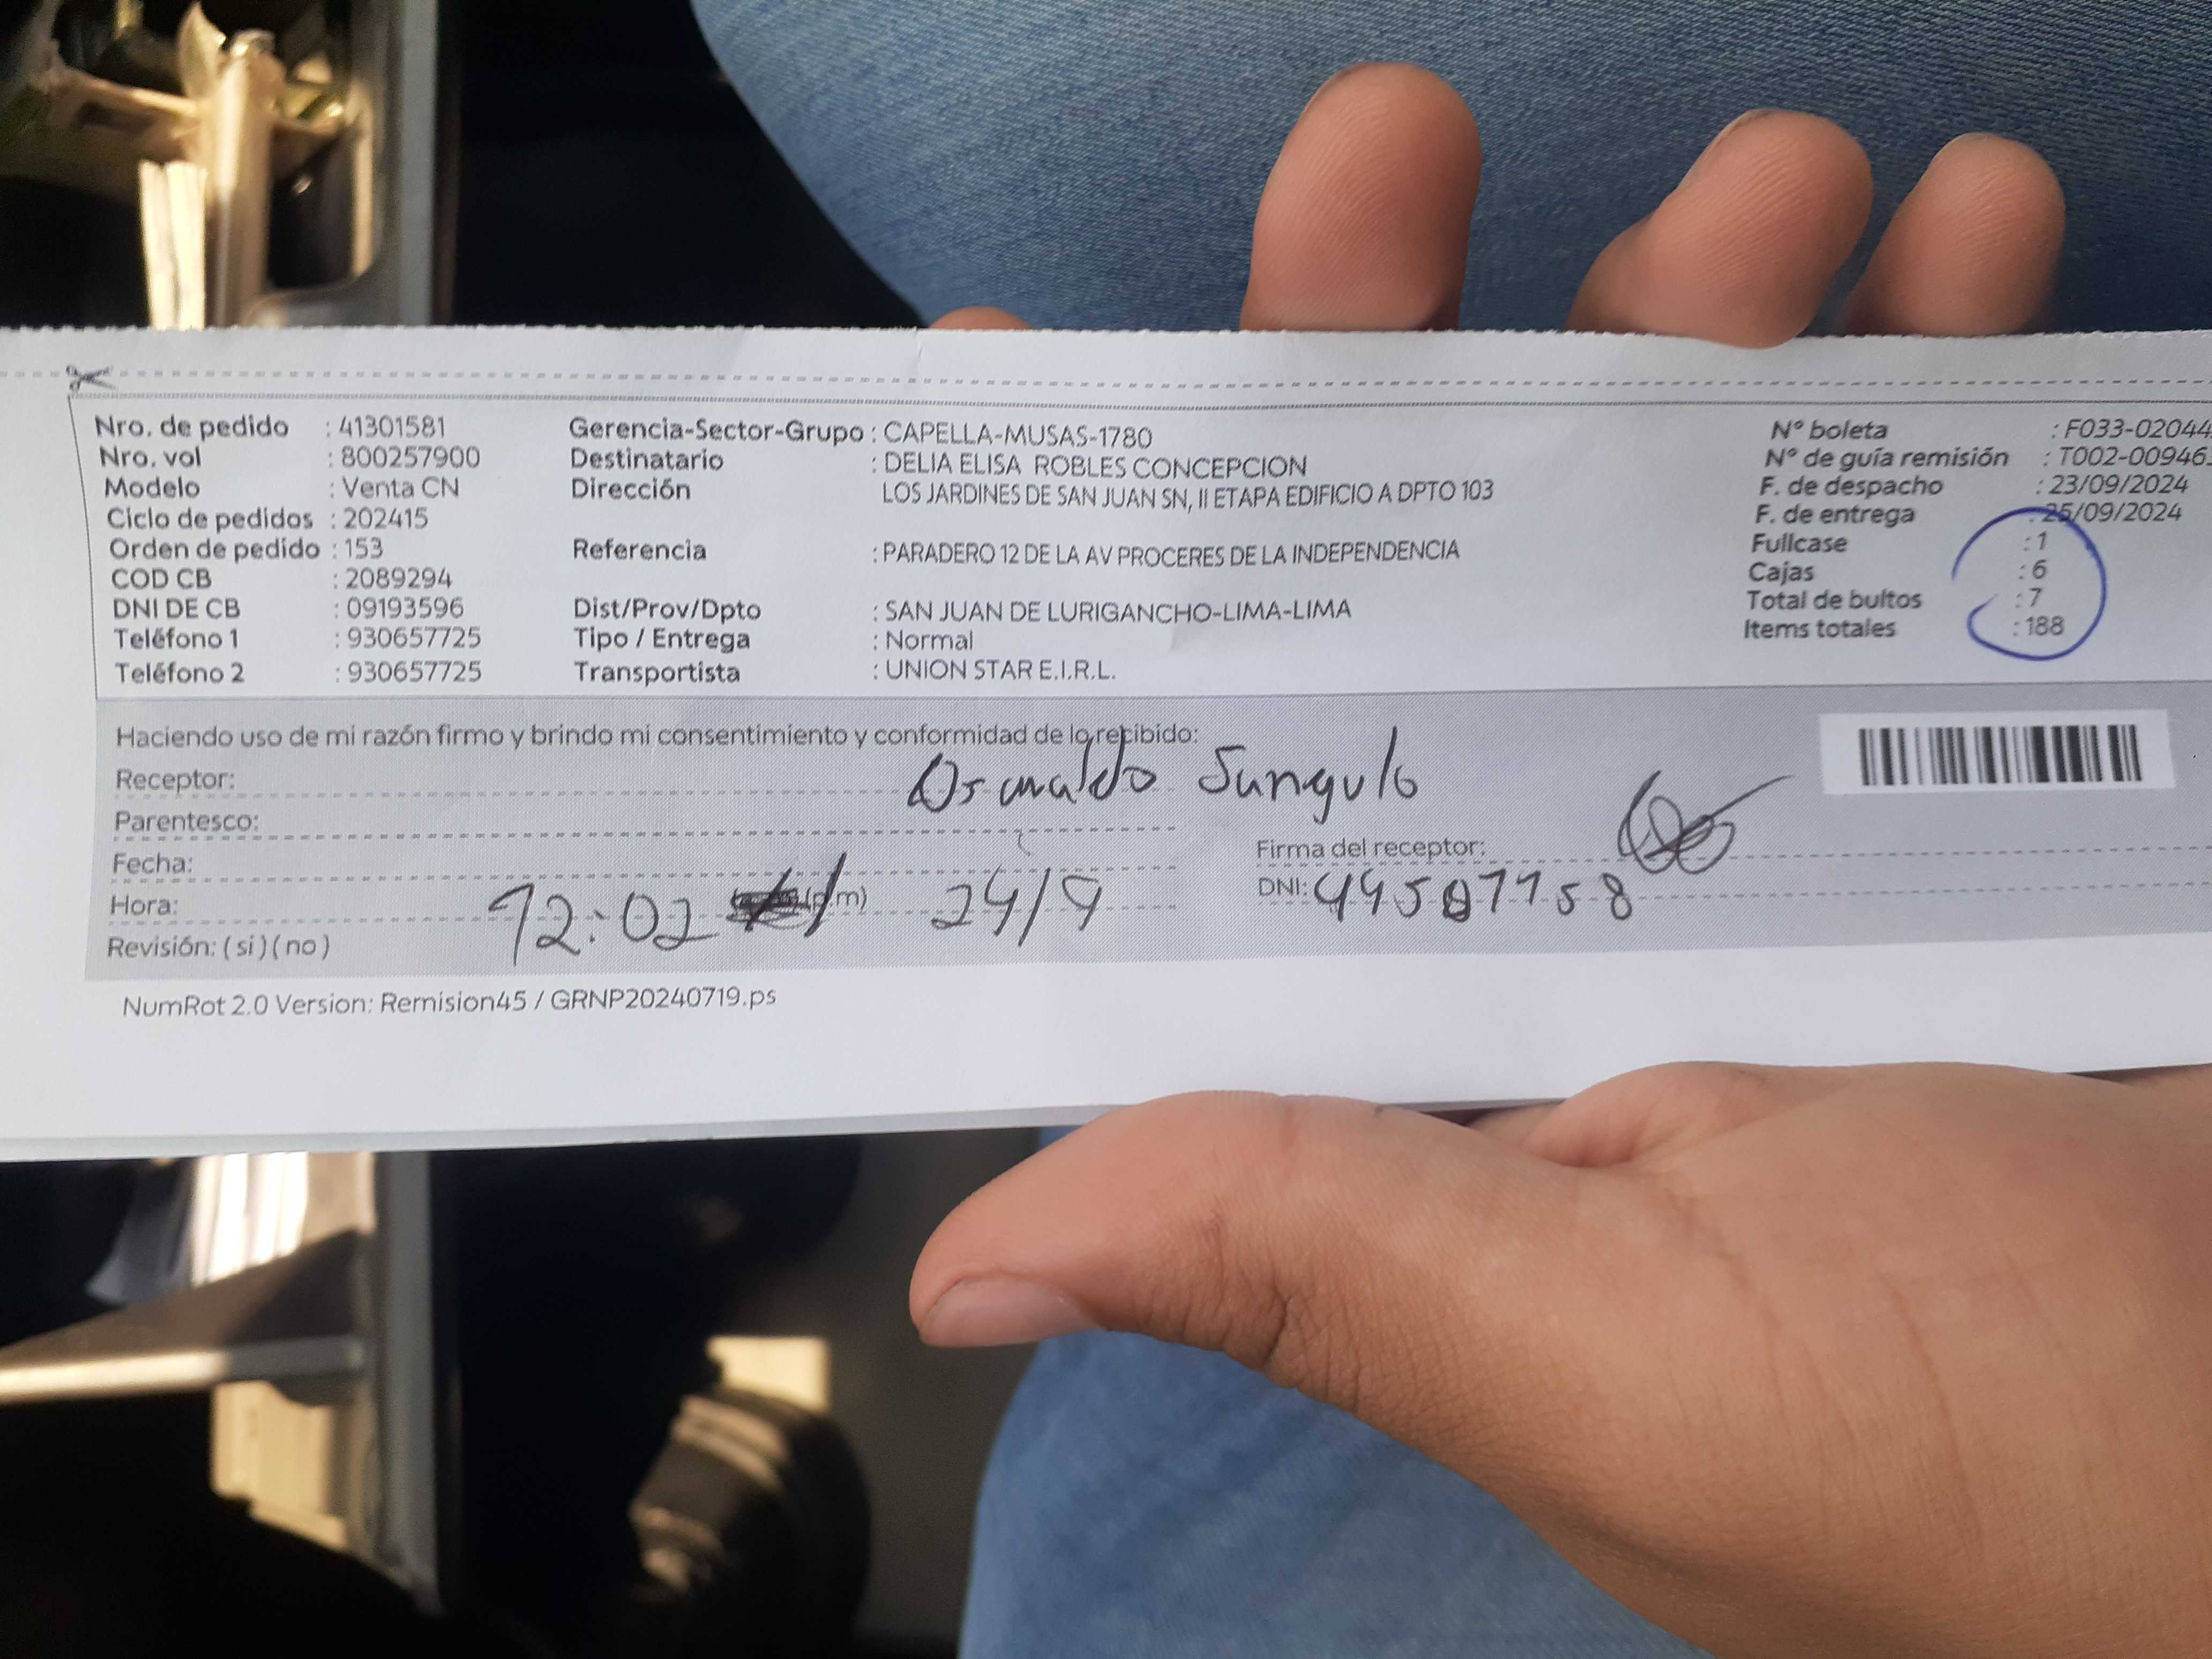 Nro. de pedido : 41301581
Nro. vol : 800257900
Modelo : Venta CN
Ciclo de pedidos : 202415
Orden de pedido : 153
COD CB : 2089294
DNI DE CB : 09193596
Teléfono 1 : 930657725
Teléfono 2 : 930657725
Gerencia-Sector-Grupo : CAPELLA-MUSAS-1780
Destinatario : DELIA ELISA ROBLES CONCEPCION
Dirección LOS JARDINES DE SAN JUAN SN, II ETAPA EDIFICIO A DPTO 103
Referencia : PARADERO 12 DE LA AV PROCERES DE LA INDEPENDENCIA
Dist/Prov/Dpto : SAN JUAN DE LURIGANCHO-LIMA-LIMA
Tipo / Entrega : Normal
Transportista : UNION STAR E.I.R.L.
N° boleta : F033-02044
N° de guía remisión : T002-00946
F. de despacho : 23/09/2024
F. de entrega : 25/09/2024
Fullcase : 1
Cajas : 6
Total de bultos : 7
Items totales : 188
Haciendo uso de mi razón firmo y brindo mi consentimiento y conformidad de lo recibido:
Receptor: Oswaldo
Parentesco:
Fecha:
Hora: 12:02 (p.m) 24/9
Revisión: (si) (no)
Firma del receptor:
DNI:
NumRot 2.0 Version: Remision45 / GRNP20240719.ps